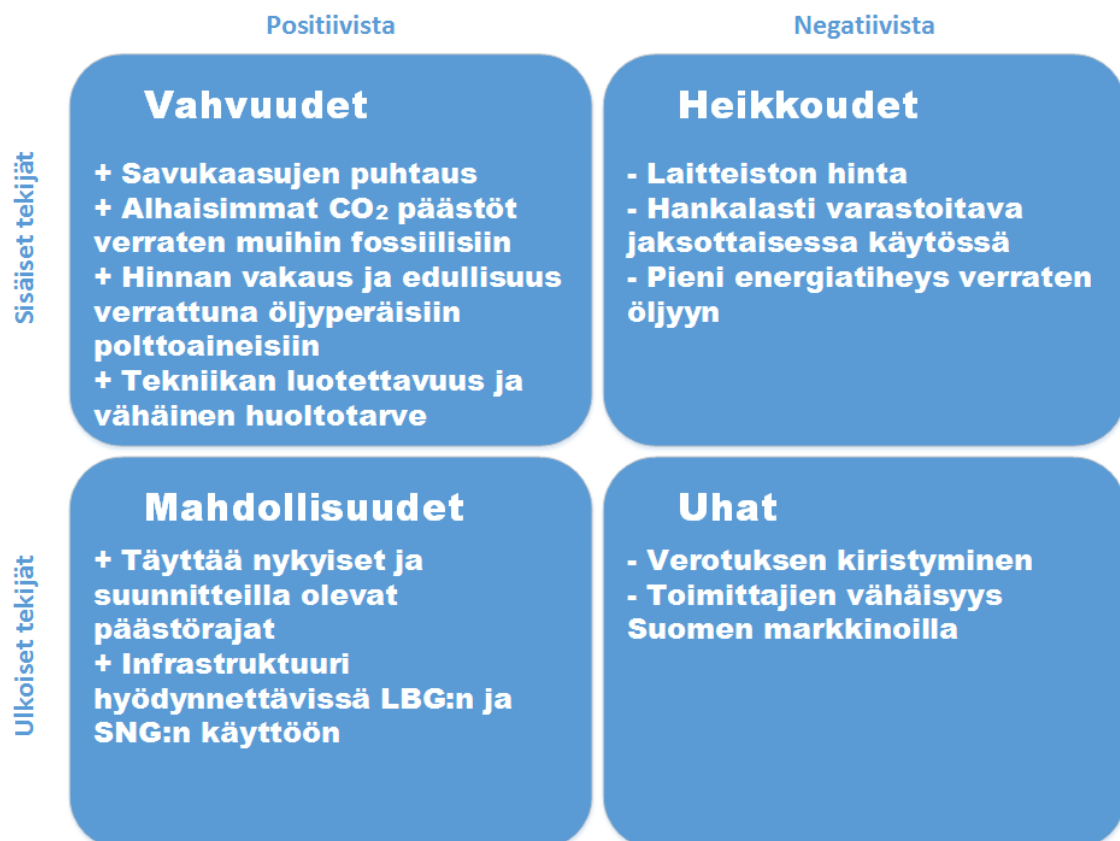 Positiivista
Negatiivista
Sisäiset tekijät
Vahvuudet
+ Savukaasujen puhtaus
+ Alhaisimmat CO₂ päästöt
verraten muihin fossiilisiin
+ Hinnan vakaus ja edullisuus
verrattuna öljyperäisiin
polttoaineisiin
+ Tekniikan luotettavuus ja
vähäinen huoltotarve
Heikkoudet
- Laitteiston hinta
- Hankalasti varastoitava
jaksottaisessa käytössä
- Pieni energiatiheys verraten
öljyyn
Ulkoiset tekijät
Mahdollisuudet
+ Täyttää nykyiset ja
suunnitteilla olevat
päästörajat
+ Infrastruktuuri
hyödynnettävissä LBG:n ja
SNG:n käyttöön
Uhat
- Verotuksen kiristyminen
- Toimittajien vähäisyys
Suomen markkinoilla